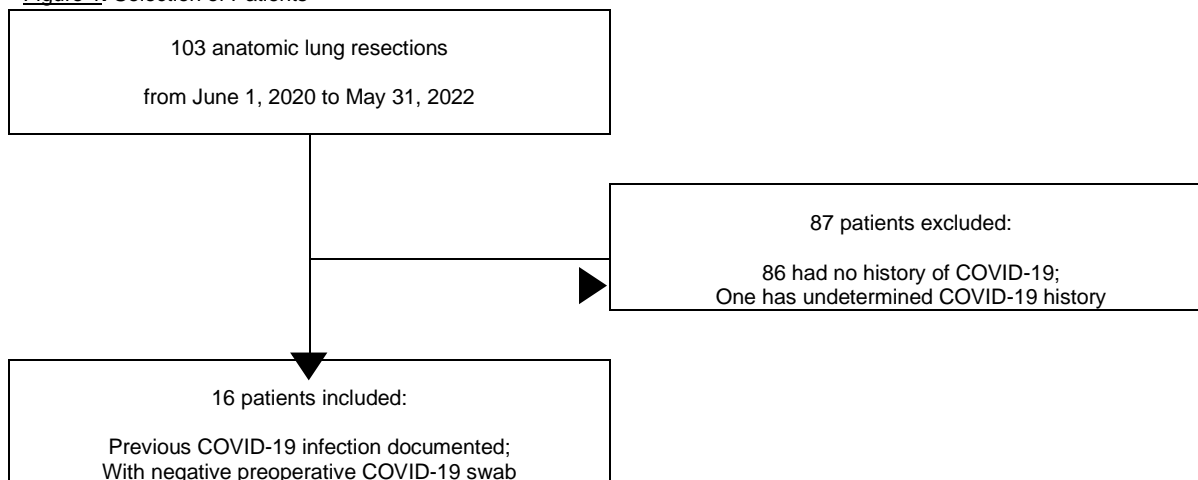 Figure 1. Selection of Patients
103 anatomic lung resections
from June 1, 2020 to May 31, 2022
87 patients excluded:
86 had no history of COVID-19;
One has undetermined COVID-19 history
16 patients included:
Previous COVID-19 infection documented;
With negative preoperative COVID-19 swab